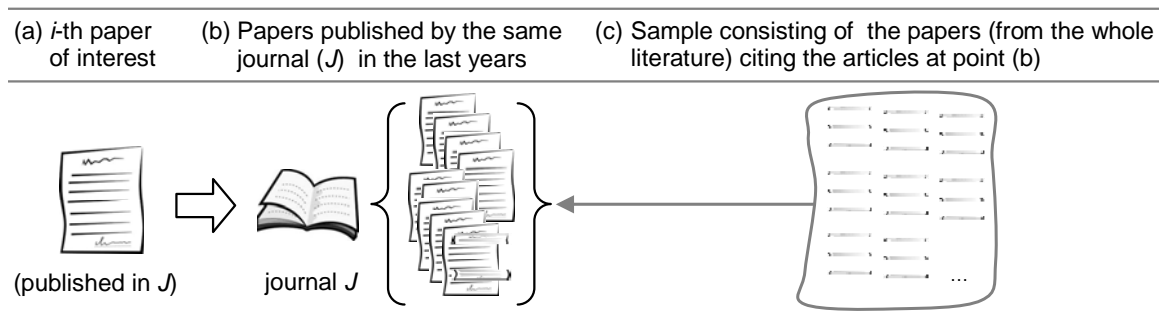 (a) i-th paper of interest
(b) Papers published by the same journal (J) in the last years
(c) Sample consisting of the papers (from the whole literature) citing the articles at point (b)
(published in J)
journal J
...